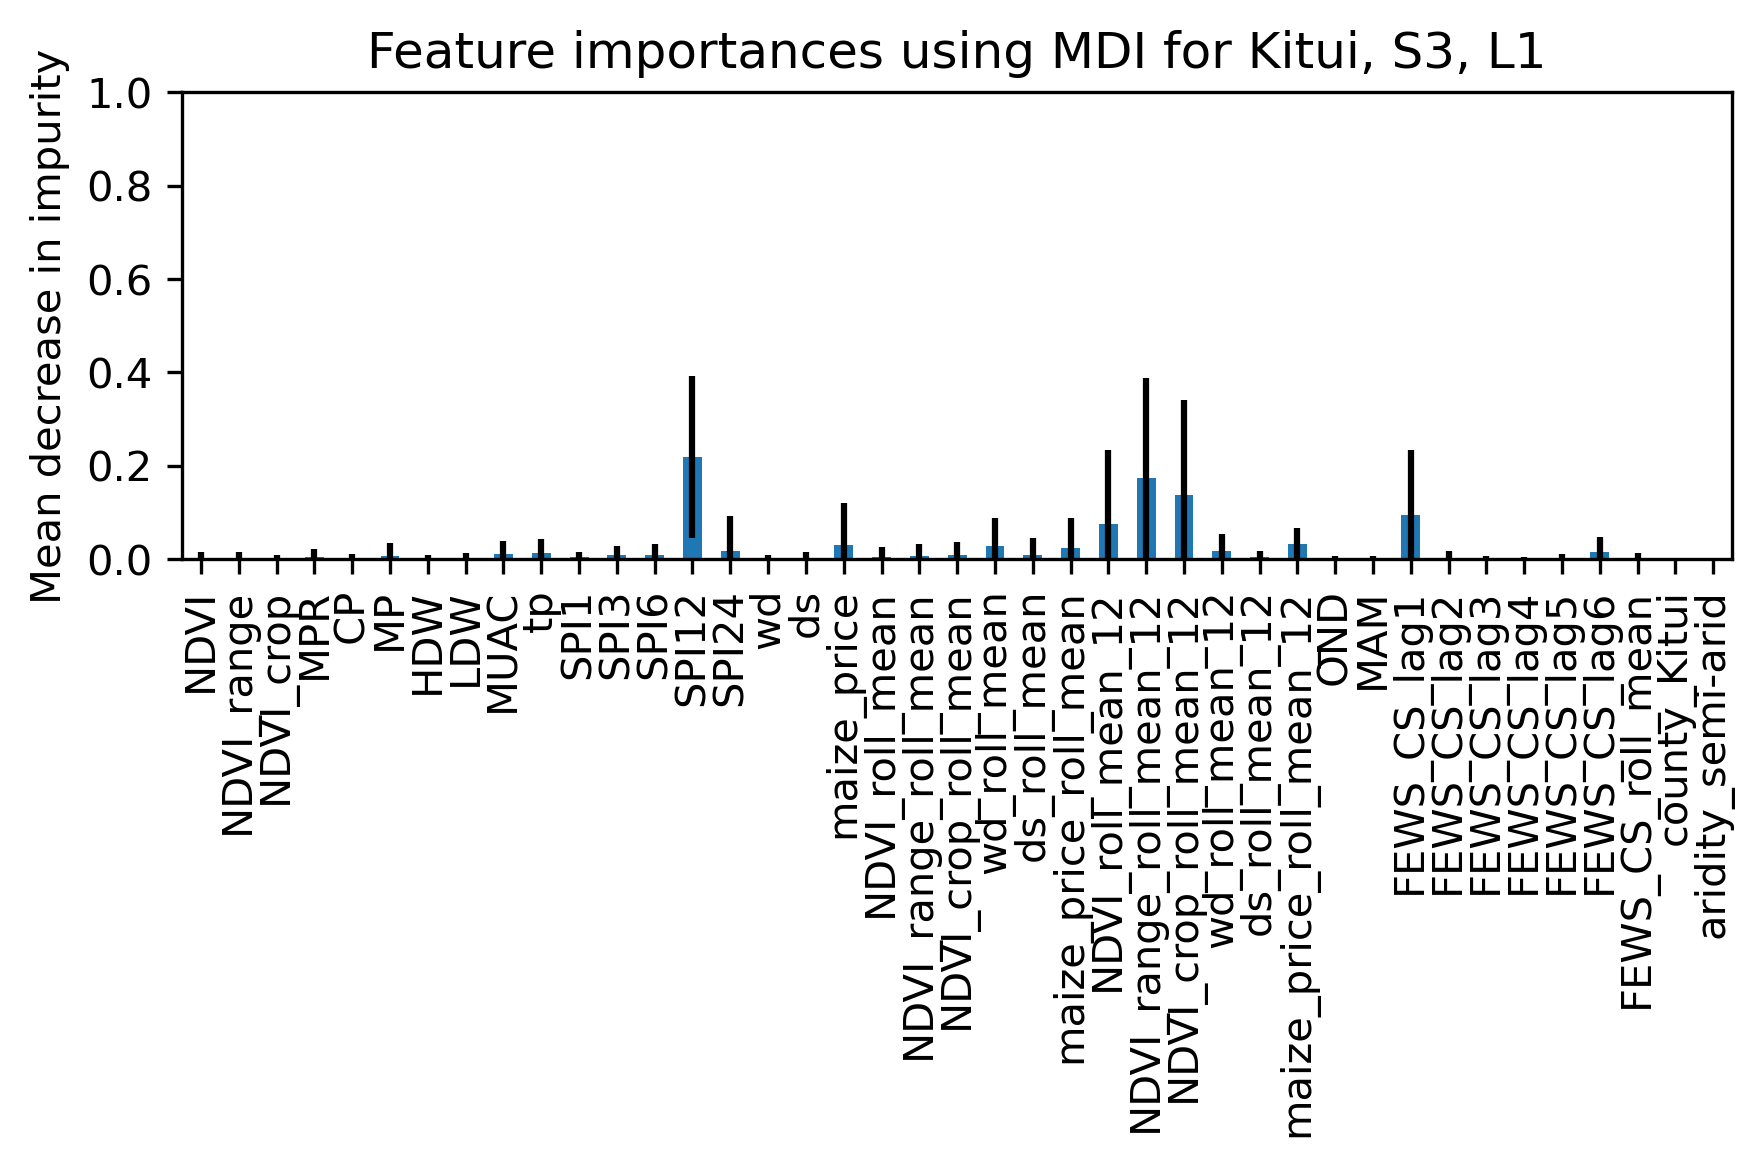 Feature importances using MDI for Kitui, S3, L1
Mean decrease in impurity
1.0
0.8
0.6
0.4
0.2
0.0
NDVI
NDVI_range
NDVI_crop
MPR
CP
MP
HDW
LDW
MUAC
tp
SPI1
SPI3
SPI6
SPI12
SPI24
wd
ds
maize_price
NDVI_roll_mean
NDVI_range_roll_mean
NDVI_crop_roll_mean
wd_roll_mean
ds_roll_mean
maize_price_roll_mean
NDVI_roll_mean_12
NDVI_range_roll_mean_12
NDVI_crop_roll_mean_12
wd_roll_mean_12
ds_roll_mean_12
maize_price_roll_mean_12
OND
MAM
FEWS_CS_lag1
FEWS_CS_lag2
FEWS_CS_lag3
FEWS_CS_lag4
FEWS_CS_lag5
FEWS_CS_lag6
FEWS_CS_roll_mean
county_Kitui
aridity_semi-arid